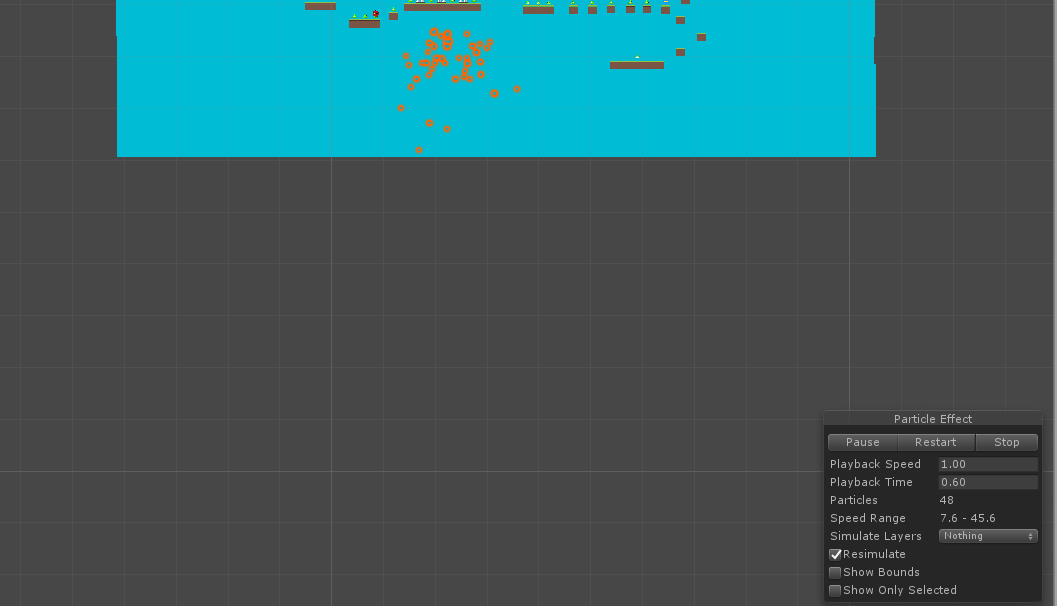 Particle Effect
Pause Restart Stop
Playback Speed 1.00
Playback Time 0.60
Particles 48
Speed Range 7.6 - 45.6
Simulate Layers Nothing
Resimulate
Show Bounds
Show Only Selected